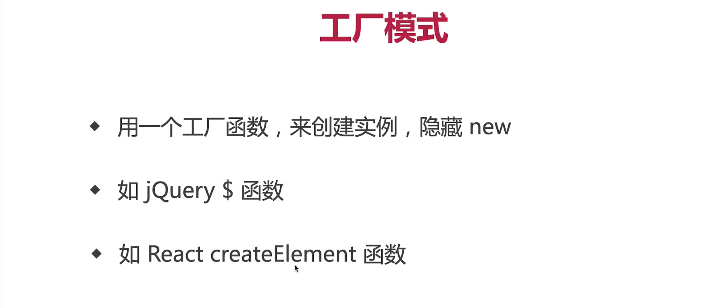 工厂模式
◆ 用一个工厂函数，来创建实例，隐藏 new
◆ 如 jQuery $ 函数
◆ 如 React createElement 函数